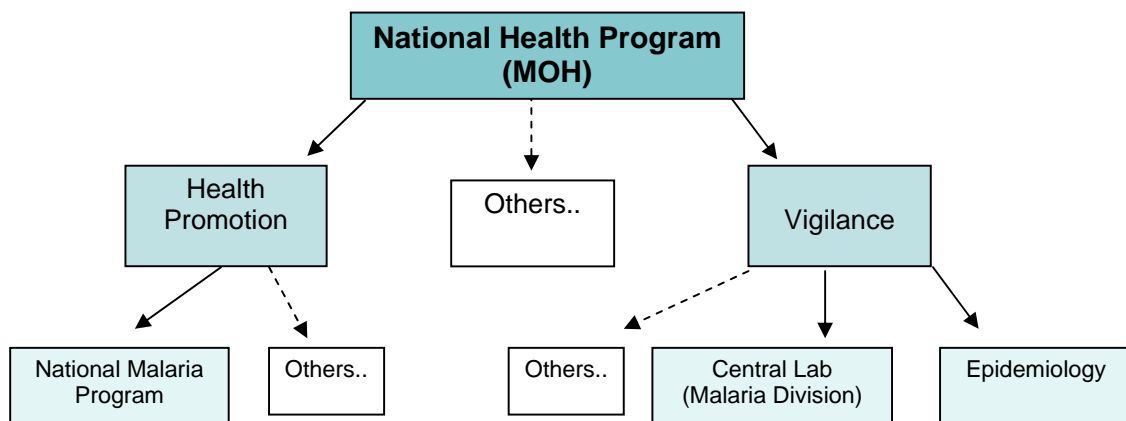 National Health Program
(MOH)
Health
Promotion
Others..
Vigilance
National Malaria
Program
Others..
Others..
Central Lab
(Malaria Division)
Epidemiology